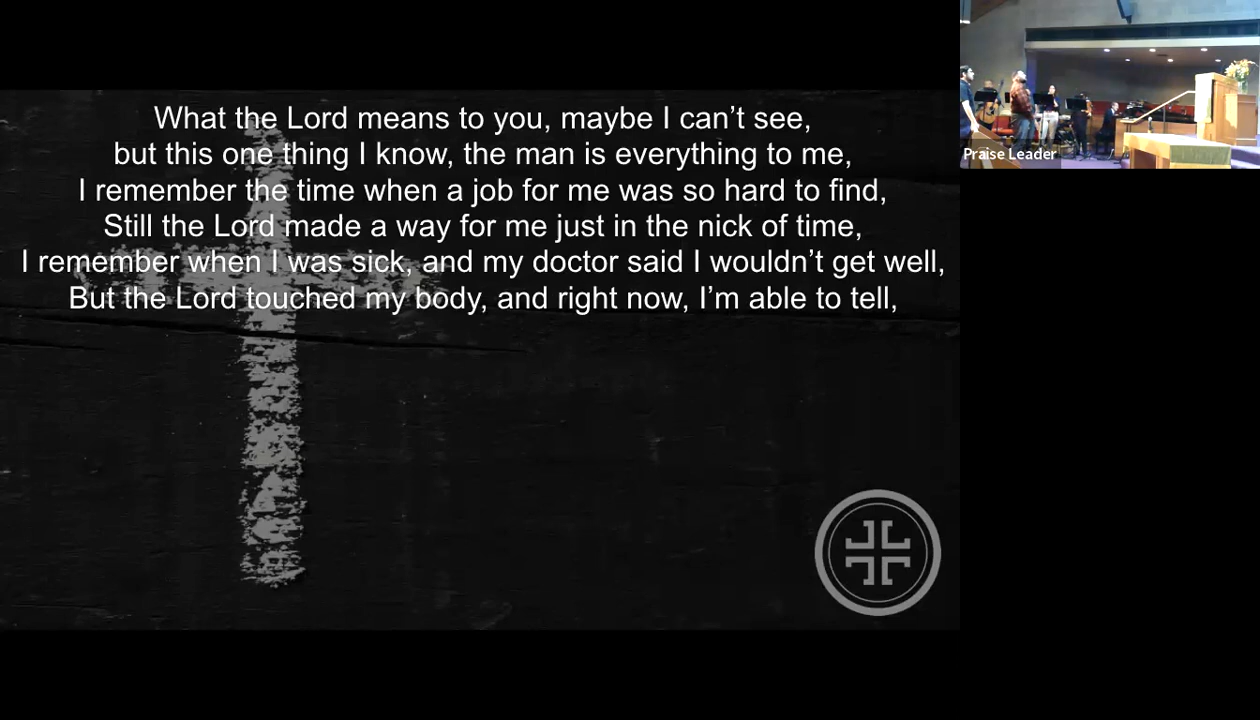 What the Lord means to you, maybe I can’t see,
but this one thing I know, the man is everything to me,
I remember the time when a job for me was so hard to find,
Still the Lord made a way for me just in the nick of time,
I remember when I was sick, and my doctor said I wouldn’t get well,
But the Lord touched my body, and right now, I’m able to tell,
Praise Leader